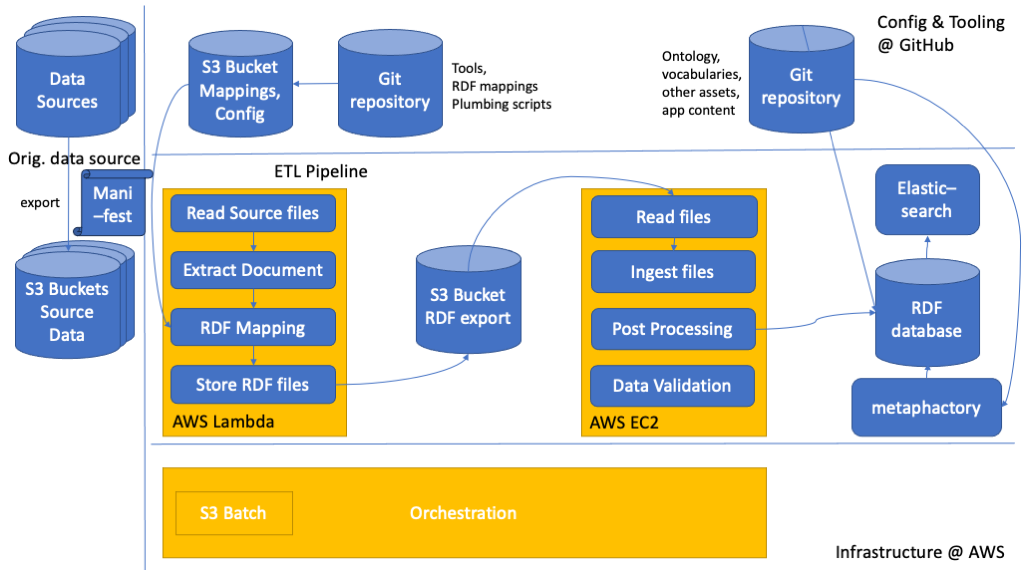 Config & Tooling
@ GitHub
Data
Sources
S3 Bucket
Mappings,
Config
Git
repository
Tools,
RDF mappings
Plumbing scripts
Ontology,
vocabularies,
other assets,
app content
Git
repository
Orig. data source
export
Mani
–fest
S3 Buckets
Source
Data
ETL Pipeline
Read Source files
Extract Document
RDF Mapping
Store RDF files
AWS Lambda
S3 Bucket
RDF export
Read files
Ingest files
Post Processing
Data Validation
AWS EC2
Elastic–
search
RDF
database
metaphactory
S3 Batch
Orchestration
Infrastructure @ AWS